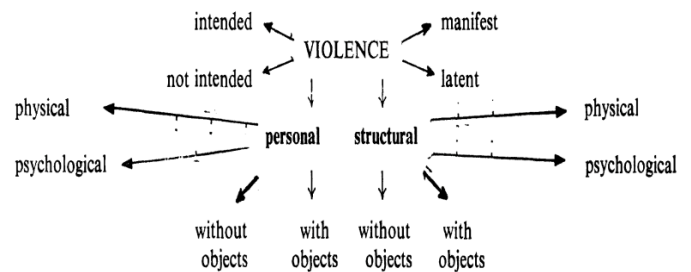 intended
manifest
VIOLENCE
not intended
latent
physical
physical
personal
structural
psychological
psychological
without objects
with objects
without objects
with objects